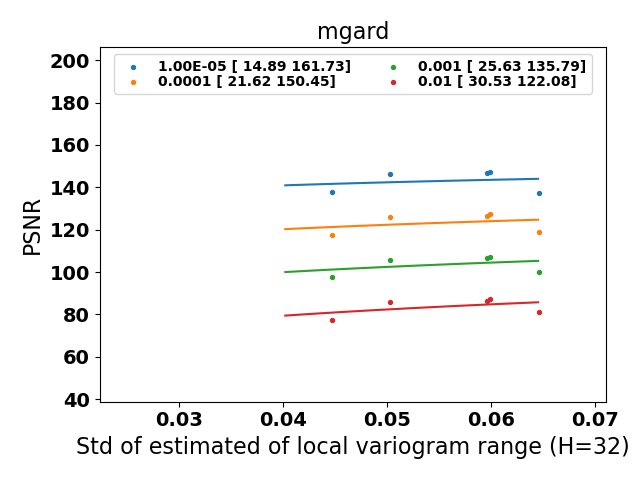 mgard
1.00E-05 [ 14.89 161.73]
0.0001 [ 21.62 150.45]
0.001 [ 25.63 135.79]
0.01 [ 30.53 122.08]
PSNR
200
180
160
140
120
100
80
60
40
0.03 0.04 0.05 0.06 0.07
Std of estimated of local variogram range (H=32)